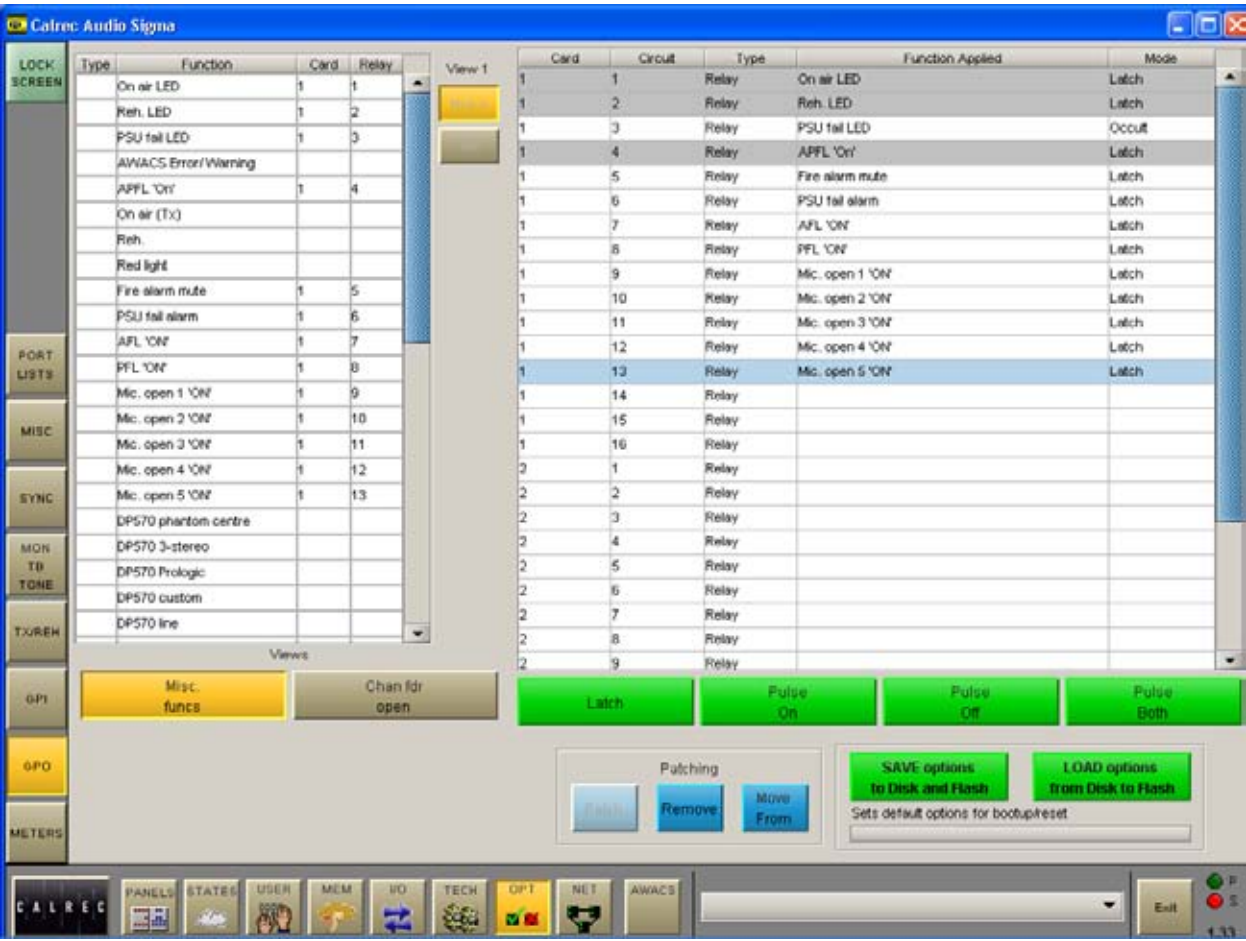 Calrec Audio Sigma
LOCK SCREEN
PORT LISTS
MISC
SYNC
MON TB TONE
TX/REH
GPI
GPO
METERS
Type Function Card Relay
On air LED 1 1
Reh. LED 1 2
PSU fail LED 1 3
AWACS Error/Warning
APFL 'On' 1 4
On air (Tx)
Reh.
Red light
Fire alarm mute 1 5
PSU fail alarm 1 6
AFL 'ON' 1 7
PFL 'ON' 1 8
Mic. open 1 'ON' 1 9
Mic. open 2 'ON' 1 10
Mic. open 3 'ON' 1 11
Mic. open 4 'ON' 1 12
Mic. open 5 'ON' 1 13
DP570 phantom centre
DP570 3-stereo
DP570 Prologic
DP570 custom
DP570 line
Views
Misc. funcs
Chan fdr open
View 1
Card Circuit Type Function Applied Mode
1 1 Relay On air LED Latch
1 2 Relay Reh. LED Latch
1 3 Relay PSU fail LED Occult
1 4 Relay APFL 'On' Latch
1 5 Relay Fire alarm mute Latch
1 6 Relay PSU fail alarm Latch
1 7 Relay AFL 'ON' Latch
1 8 Relay PFL 'ON' Latch
1 9 Relay Mic. open 1 'ON' Latch
1 10 Relay Mic. open 2 'ON' Latch
1 11 Relay Mic. open 3 'ON' Latch
1 12 Relay Mic. open 4 'ON' Latch
1 13 Relay Mic. open 5 'ON' Latch
1 14 Relay
1 15 Relay
1 16 Relay
2 1 Relay
2 2 Relay
2 3 Relay
2 4 Relay
2 5 Relay
2 6 Relay
2 7 Relay
2 8 Relay
2 9 Relay
Latch
Pulse On
Pulse Off
Pulse Both
Patching
Patch
Remove
Move From
SAVE options to Disk and Flash
LOAD options from Disk to Flash
Sets default options for bootup/reset
CALREC
PANELS
STATES
USER
MEM
I/O
TECH
OPT
NET
AWACS
Exit
P
S
1.33